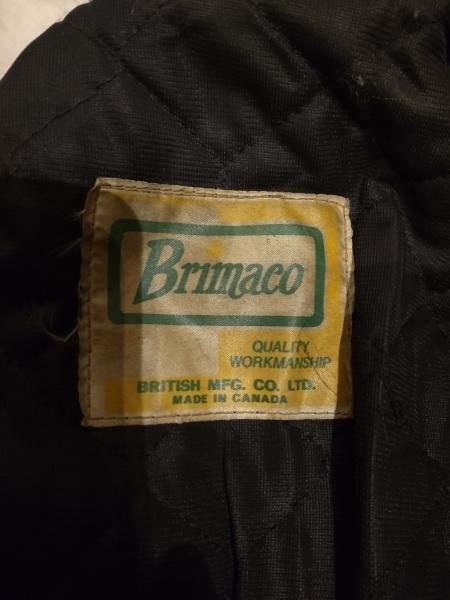 Brimaco
QUALITY
WORKMANSHIP
BRITISH MFG. CO. LTD.
MADE IN CANADA